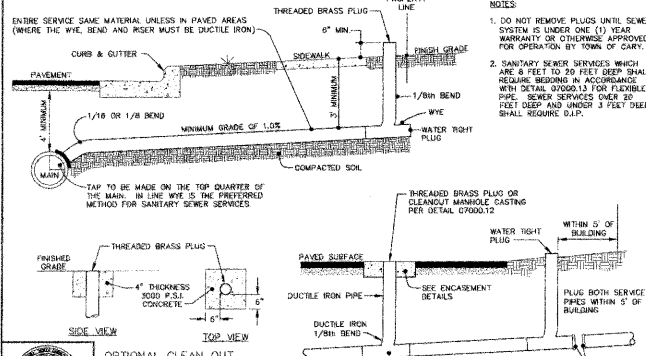 LINE
NOTES:
THREADED BRASS PLUG
ENTIRE SERVICE SAME MATERIAL UNLESS IN PAVED AREAS
(WHERE THE WYE, BEND AND RISER MUST BE DUCTILE IRON)
6" MIN.
1. DO NOT REMOVE PLUGS UNTIL SEWE
SYSTEM IS UNDER ONE (1) YEAR
WARRANTY OR OTHERWISE APPROVED
FOR OPERATION BY TOWN OF CARY.
CURB & GUTTER
SIDEWALK
FINISH GRADE
PAVEMENT
2. SANITARY SEWER SERVICES WHICH
ARE 8 FEET TO 20 FEET DEEP SHAL
REQUIRE BEDDING IN ACCORDANCE
WITH DETAIL 07000.13 FOR FLEXIBLE
PIPE. SEWER SERVICES OVER 20
FEET DEEP AND UNDER 3 FEET DEEP
SHALL REQUIRE D.I.P.
4' MINIMUM
3' MINIMUM
1/8th BEND
1/16 OR 1/8 BEND
WYE
MINIMUM GRADE OF 1.0%
WATER TIGHT
PLUG
MAIN
COMPACTED SOIL
TAP TO BE MADE ON THE TOP QUARTER OF
THE MAIN. IN LINE WYE IS THE PREFERRED
METHOD FOR SANITARY SEWER SERVICES
THREADED BRASS PLUG OR
CLEANOUT MANHOLE CASTING
PER DETAIL 07000.12
WATER TIGHT
PLUG
WITHIN 5' OF
BUILDING
FINISHED
GRADE
THREADED BRASS PLUG
PAVED SURFACE
4" THICKNESS
3000 P.S.I.
CONCRETE
6"
6"
SEE ENCASEMENT
DETAILS
DUCTILE IRON PIPE
PLUG BOTH SERVICE
PIPES WITHIN 5' OF
BUILDING
SIDE VIEW
TOP VIEW
DUCTILE IRON
1/8th BEND
OPTIONAL CLEAN OUT